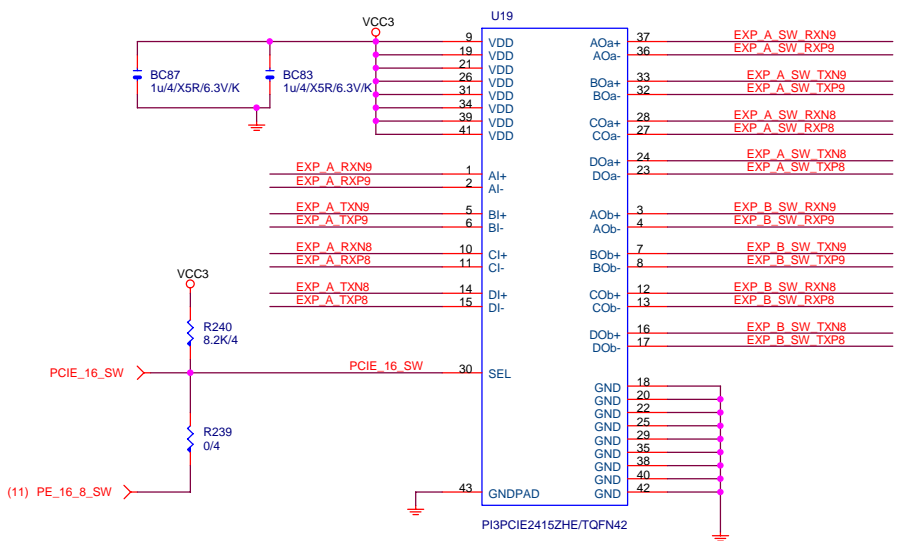 U19
VCC3
9 VDD AOa+ 37 EXP_A_SW_RXN9
19 VDD AOa- 36 EXP_A_SW_RXP9
21 VDD
26 VDD BOa+ 33 EXP_A_SW_TXN9
31 VDD BOa- 32 EXP_A_SW_TXP9
34 VDD
39 VDD COa+ 28 EXP_A_SW_RXN8
41 VDD COa- 27 EXP_A_SW_RXP8
BC87
1u/4/X5R/6.3V/K
BC83
1u/4/X5R/6.3V/K
DOa+ 24 EXP_A_SW_TXN8
DOa- 23 EXP_A_SW_TXP8
EXP_A_RXN9 1 AI+
EXP_A_RXP9 2 AI-
EXP_A_TXN9 5 BI+ AOb+ 3 EXP_B_SW_RXN9
EXP_A_TXP9 6 BI- AOb- 4 EXP_B_SW_RXP9
EXP_A_RXN8 10 CI+ BOb+ 7 EXP_B_SW_TXN9
EXP_A_RXP8 11 CI- BOb- 8 EXP_B_SW_TXP9
EXP_A_TXN8 14 DI+ COb+ 12 EXP_B_SW_RXN8
EXP_A_TXP8 15 DI- COb- 13 EXP_B_SW_RXP8
DOb+ 16 EXP_B_SW_TXN8
DOb- 17 EXP_B_SW_TXP8
VCC3
R240
8.2K/4
PCIE_16_SW
PCIE_16_SW 30 SEL
GND 18
GND 20
GND 22
GND 25
GND 29
GND 35
GND 38
GND 40
GND 42
R239
0/4
(11) PE_16_8_SW
43 GNDPAD
PI3PCIE2415ZHE/TQFN42